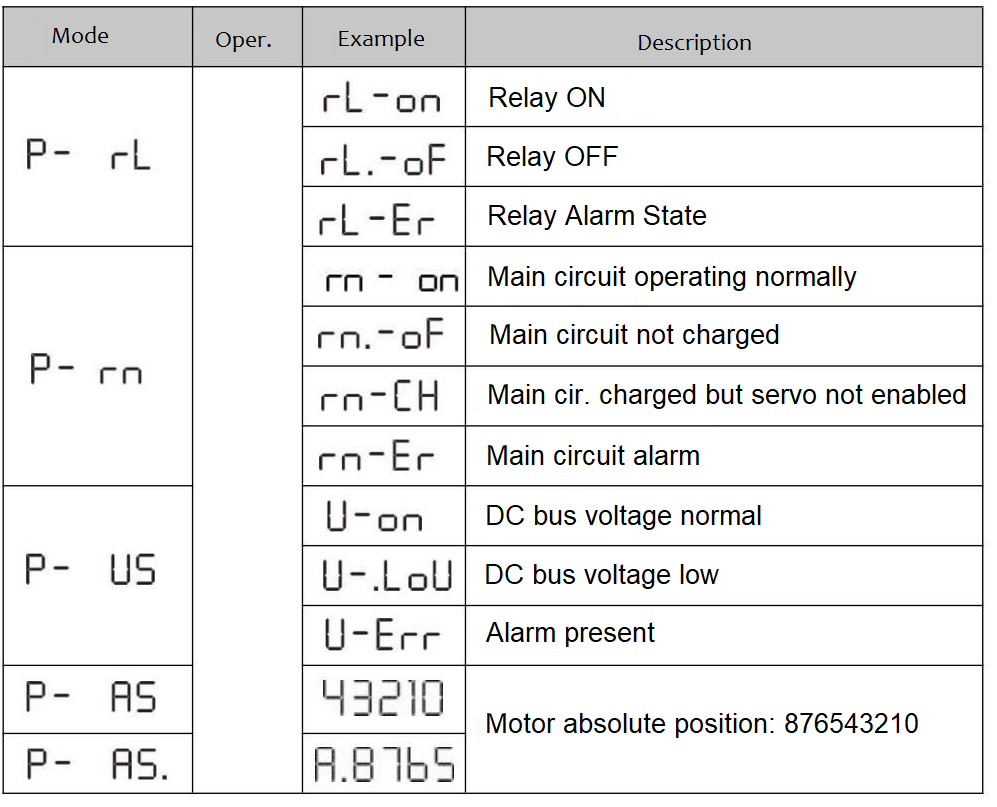 Mode Oper. Example Description
P- rL
rL-on Relay ON
rL.-oF Relay OFF
rL-Er Relay Alarm State
P- rn
rn - on Main circuit operating normally
rn.-oF Main circuit not charged
rn-CH Main cir. charged but servo not enabled
rn-Er Main circuit alarm
P- US
U-on DC bus voltage normal
U-.LoU DC bus voltage low
U-Err Alarm present
P- AS 43210
Motor absolute position: 876543210
P- AS. A.8765